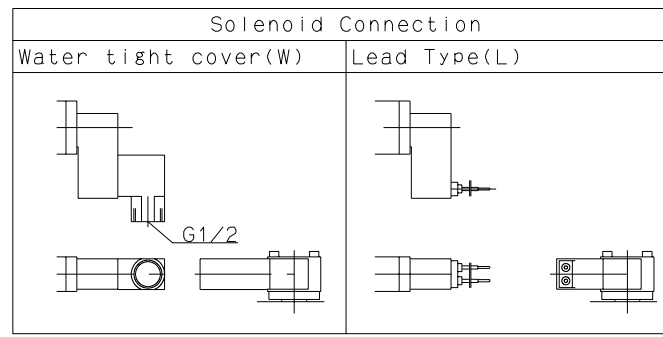 Solenoid Connection
Water tight cover(W)
Lead Type(L)
G1/2